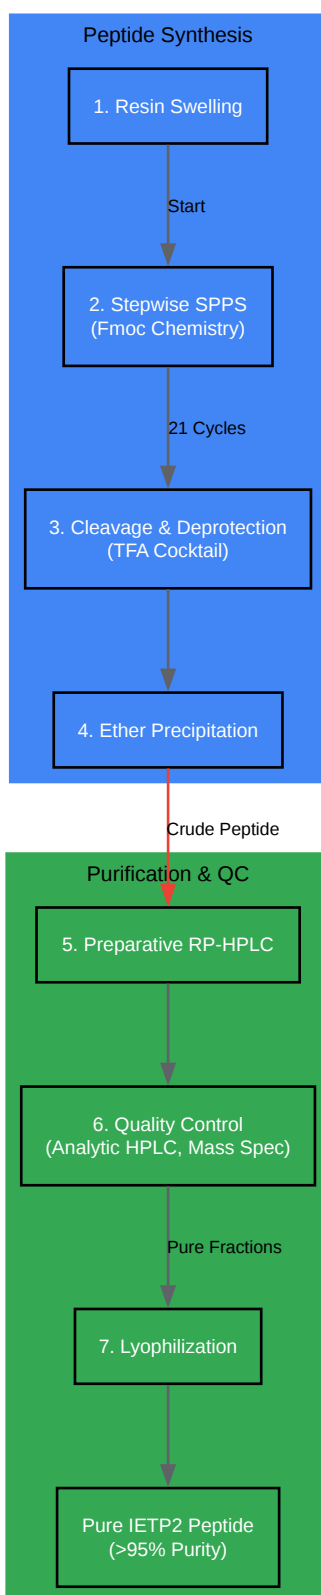 Peptide Synthesis
1. Resin Swelling
Start
2. Stepwise SPPS
(Fmoc Chemistry)
21 Cycles
3. Cleavage & Deprotection
(TFA Cocktail)
4. Ether Precipitation
Crude Peptide
Purification & QC
5. Preparative RP-HPLC
6. Quality Control
(Analytic HPLC, Mass Spec)
Pure Fractions
7. Lyophilization
Pure IETP2 Peptide
(>95% Purity)